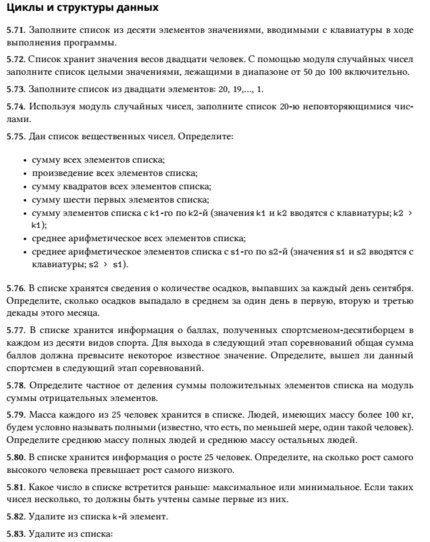 Циклы и структуры данных
5.71. Заполните список из десяти элементов значениями, вводимыми с клавиатуры в ходе
выполнения программы.
5.72. Список хранит значения весов двадцати человек. С помощью модуля случайных чисел
заполните список целыми значениями, лежащими в диапазоне от 50 до 100 включительно.
5.73. Заполните список из двадцати элементов: 20, 19,..., 1.
5.74. Используя модуль случайных чисел, заполните список 20-ю неповторяющимися чис-
лами.
5.75. Дан список вещественных чисел. Определите:
• сумму всех элементов списка;
• произведение всех элементов списка;
• сумму квадратов всех элементов списка;
• сумму шести первых элементов списка;
• сумму элементов списка с k1-го по k2-й (значения k1 и k2 вводятся с клавиатуры; k2 >
k1);
• среднее арифметическое всех элементов списка;
• среднее арифметическое элементов списка с s1-го по s2-й (значения s1 и s2 вводятся с
клавиатуры; s2 > s1).
5.76. В списке хранятся сведения о количестве осадков, выпавших за каждый день сентября.
Определите, сколько осадков выпадало в среднем за один день в первую, вторую и третью
декады этого месяца.
5.77. В списке хранится информация о баллах, полученных спортсменом-десятиборцем в
каждом из десяти видов спорта. Для выхода в следующий этап соревнований общая сумма
баллов должна превысить некоторое известное значение. Определите, вышел ли данный
спортсмен в следующий этап соревнований.
5.78. Определите частное от деления суммы положительных элементов списка на модуль
суммы отрицательных элементов.
5.79. Масса каждого из 25 человек хранится в списке. Людей, имеющих массу более 100 кг,
будем условно называть полными (известно, что есть, по меньшей мере, один такой человек).
Определите среднюю массу полных людей и среднюю массу остальных людей.
5.80. В списке хранится информация о росте 25 человек. Определите, на сколько рост самого
высокого человека превышает рост самого низкого.
5.81. Какое число в списке встретится раньше: максимальное или минимальное. Если таких
чисел несколько, то должны быть учтены самые первые из них.
5.82. Удалите из списка k-й элемент.
5.83. Удалите из списка: